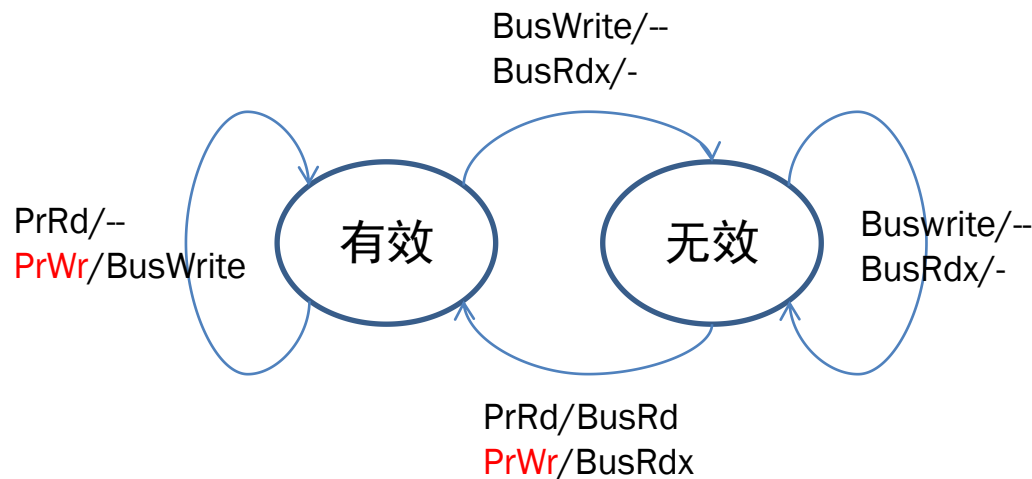 BusWrite/--
BusRdx/-
PrRd/--
PrWr/BusWrite
有效
无效
Buswrite/--
BusRdx/-
PrRd/BusRd
PrWr/BusRdx